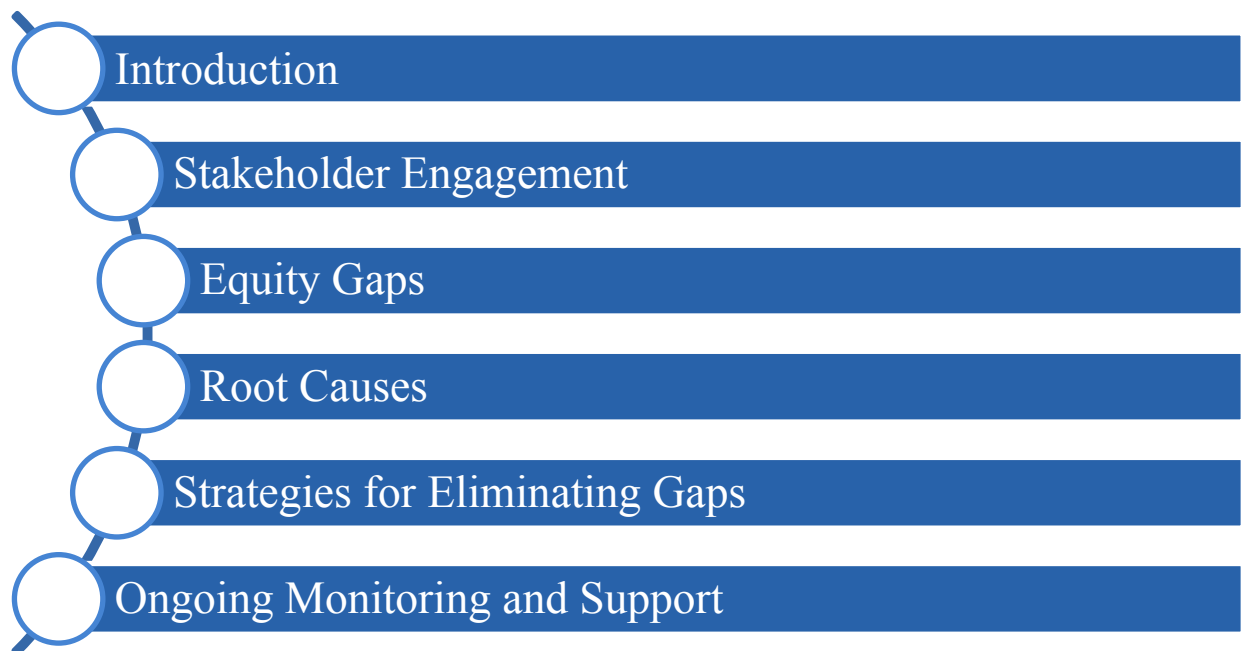 Introduction
Stakeholder Engagement
Equity Gaps
Root Causes
Strategies for Eliminating Gaps
Ongoing Monitoring and Support